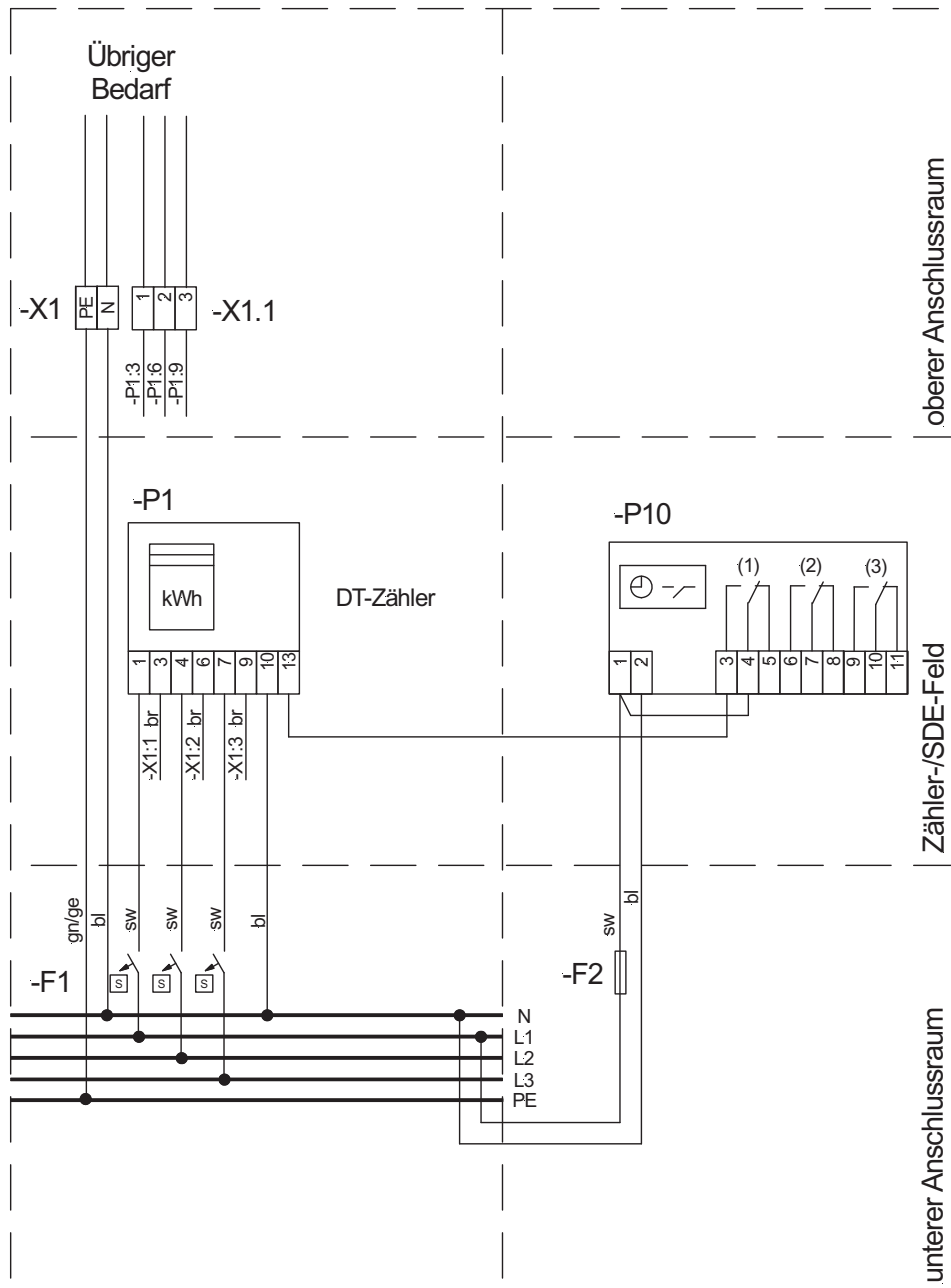 Übriger
Bedarf
oberer Anschlussraum
-X1
PE
N
1
2
3
-X1.1
-P1:3
-P1:6
-P1:9
-P1
kWh
DT-Zähler
1
3
4
6
7
9
10
13
-X1:1 br
-X1:2 br
-X1:3 br
-P10
(1)
(2)
(3)
1
2
3
4
5
6
7
8
9
10
11
Zähler-/SDE-Feld
gn/ge
bl
sw
sw
sw
bl
sw
bl
-F1
S
S
S
-F2
N
L1
L2
L3
PE
unterer Anschlussraum